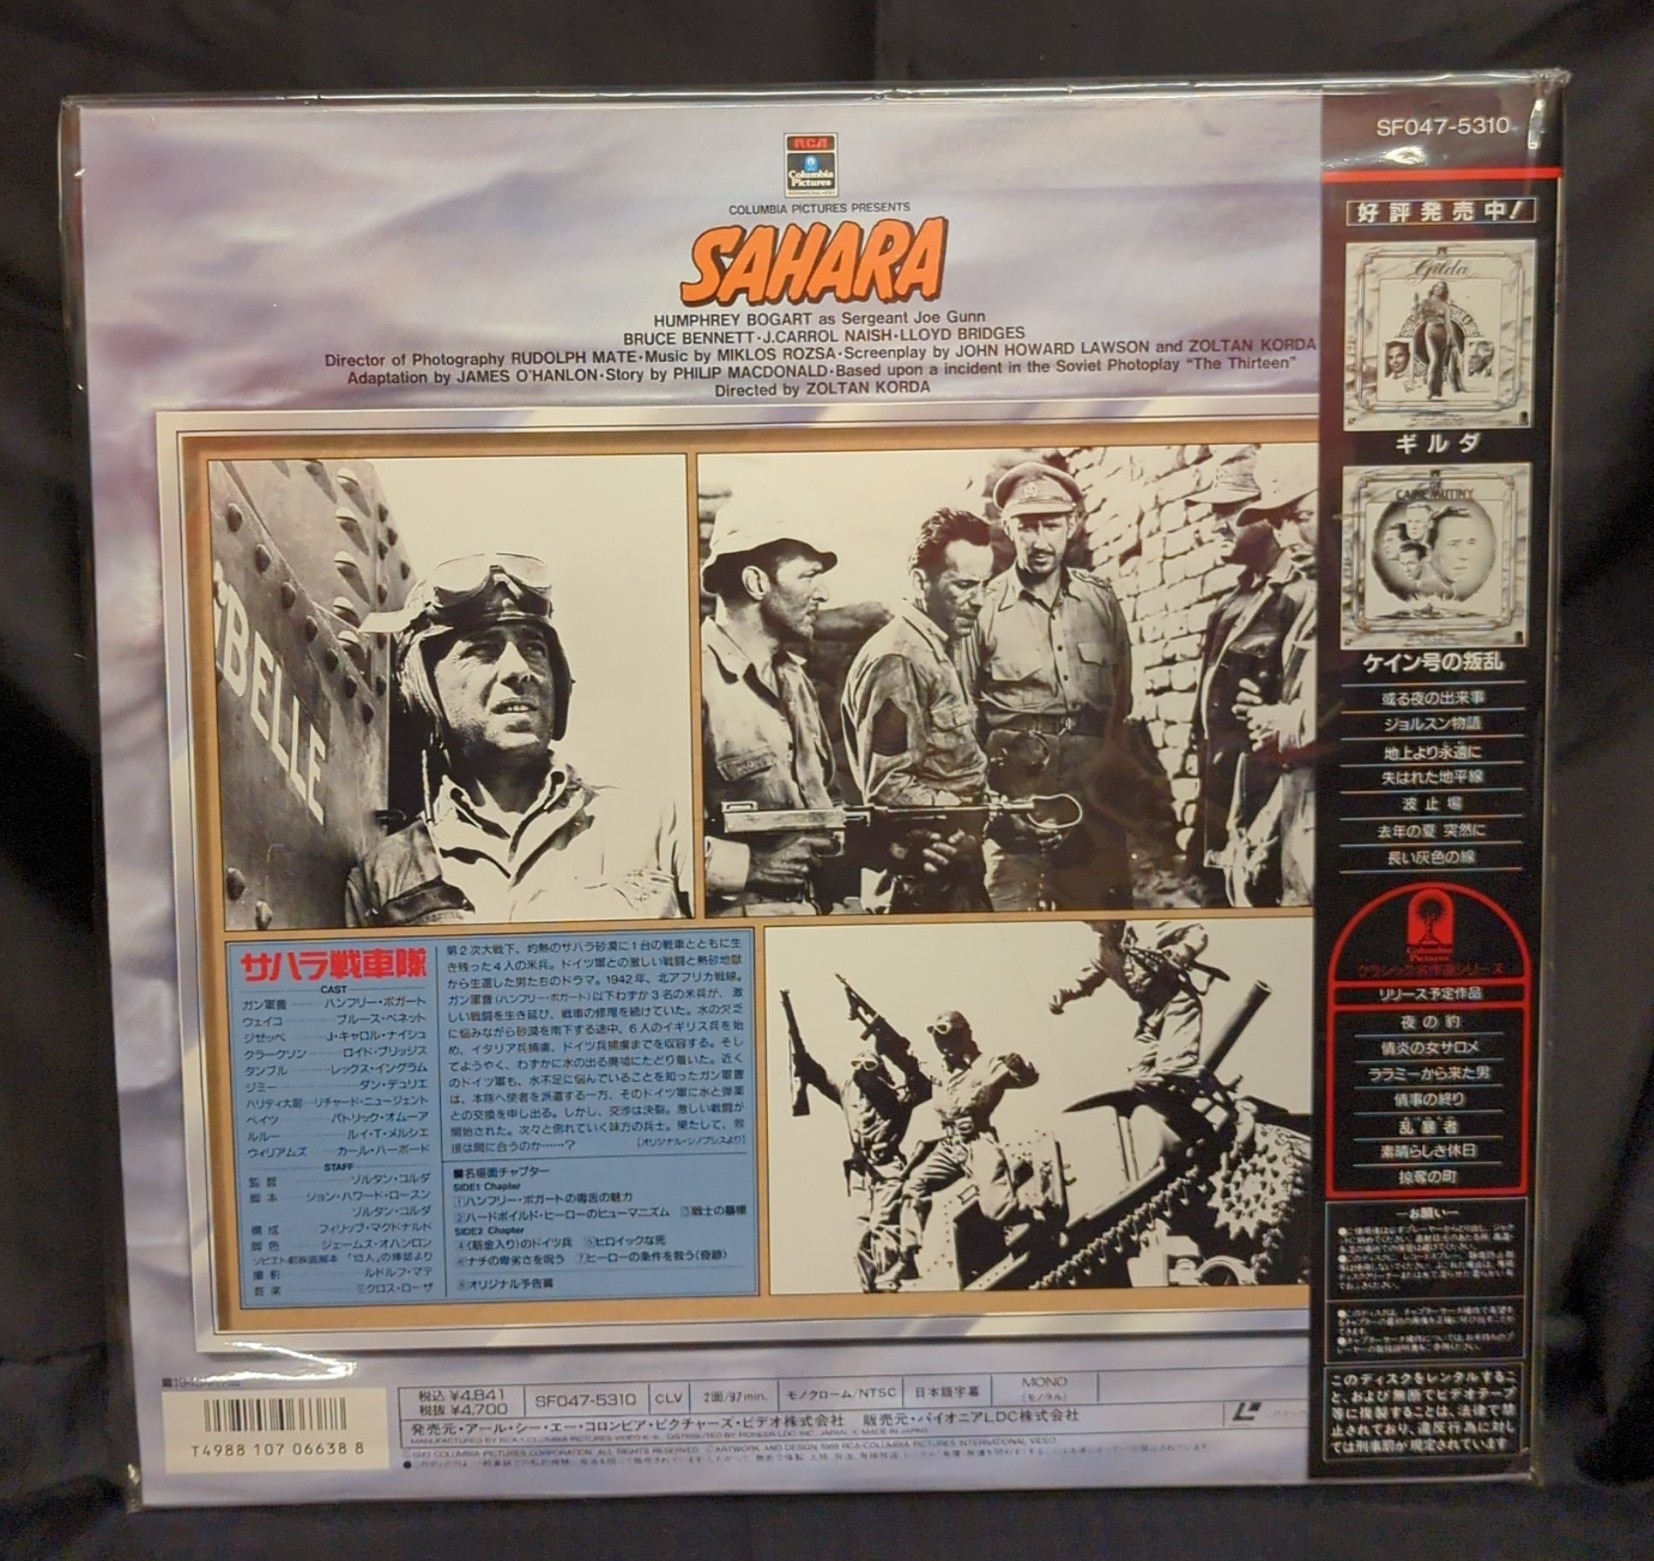 RCA
Columbia
Pictures
COLUMBIA PICTURES PRESENTS
SAHARA
HUMPHREY BOGART as Sergeant Joe Gunn
BRUCE BENNETT·J.CARROL NAISH·LLOYD BRIDGES
Director of Photography RUDOLPH MATE·Music by MIKLOS ROZSA·Screenplay by JOHN HOWARD LAWSON and ZOLTAN KORDA
Adaptation by JAMES O'HANLON·Story by PHILIP MACDONALD·Based upon a incident in the Soviet Photoplay "The Thirteen"
Directed by ZOLTAN KORDA
BELLE
サハラ戦車隊
CAST
ガン軍曹 ハンフリー・ボガート
ウェイコ ブルース・ベネット
ジゼッペ J・キャロル・ナイシュ
クラークソン ロイド・ブリッジス
タンブル レックス・イングラム
ジミー ダン・デュリエ
ハリディ大尉 リチャード・ニュージェント
ベイツ パトリック・オムーア
ルルー ルイ・T・メルシエ
ウィリアムズ カール・ハーボード
STAFF
監督 ゾルタン・コルダ
脚本 ジョン・ハワード・ロースン
ゾルタン・コルダ
構成 フィリップ・マクドナルド
脚色 ジェームス・オハンロン
ソビエト劇映画脚本「13人」の挿話より
撮影 ルドルフ・マテ
音楽 ミクロス・ローザ
第2次大戦下、灼熱のサハラ砂漠に1台の戦車とともに生
き残った4人の米兵。ドイツ軍との激しい戦闘と熱砂地獄
から生還した男たちのドラマ。1942年、北アフリカ戦線。
ガン軍曹(ハンフリー・ボガート)以下わずか3名の米兵が、激
しい戦闘を生き延び、戦車の修理を続けていた。水の欠乏
に悩みながら砂漠を南下する途中、6人のイギリス兵を始
め、イタリア兵捕虜、ドイツ兵捕虜までを収容する。そし
てようやく、わずかに水の出る廃墟にたどり着いた。近く
のドイツ軍も、水不足に悩んでいることを知ったガン軍曹
は、本隊へ使者を派遣する一方、そのドイツ軍に水と弾薬
との交換を申し出る。しかし、交渉は決裂。激しい戦闘が
開始された。次々と倒れていく味方の兵士。果たして、救
援は間に合うのか……? [オリジナル・シノプシスより]
■名場面チャプター
SIDE1 Chapter
①ハンフリー・ボガートの毒舌の魅力
②ハードボイルド・ヒーローのヒューマニズム ③戦士の墓標
SIDE2 Chapter
④〈筋金入り〉のドイツ兵 ⑤ヒロイックな死
⑥ナチの卑劣さを呪う ⑦ヒーローの条件を救う〈奇跡〉
⑧オリジナル予告篇
T4988 107 06638 8
税込 ¥4,841
税抜 ¥4,700
SF047-5310
CLV
2面/97min.
モノクローム/NTSC
日本語字幕
MONO
(モノラル)
発売元・アール・シー・エー・コロンビア・ピクチャーズ・ビデオ株式会社 販売元・パイオニアLDC株式会社
SF047-5310
好評発売中!
Gilda
ギルダ
THE
CAINE MUTINY
ケイン号の叛乱
或る夜の出来事
ジョルスン物語
地上より永遠に
失はれた地平線
波止場
去年の夏 突然に
長い灰色の線
Columbia
Pictures
クラシック名作選シリーズ
リリース予定作品
夜の豹
情炎の女サロメ
ララミーから来た男
情事の終り
乱暴者
素晴らしき休日
掠奪の町
—お願い—
このディスクをレンタルするこ
と、および無断でビデオテープ
等に複製することは、法律で禁
止されており、違反行為に対し
ては刑事罰が規定されています